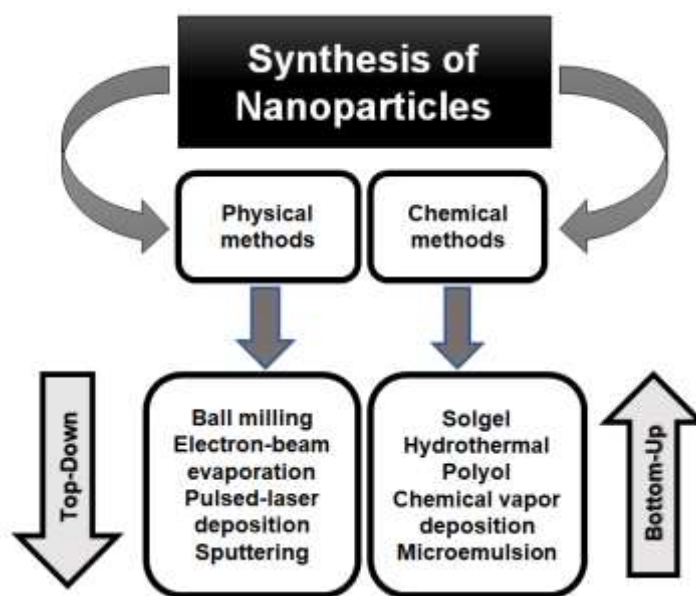 Synthesis of
Nanoparticles
Physical
methods
Chemical
methods
Top-Down
Ball milling
Electron-beam
evaporation
Pulsed-laser
deposition
Sputtering
Solgel
Hydrothermal
Polyol
Chemical vapor
deposition
Microemulsion
Bottom-Up